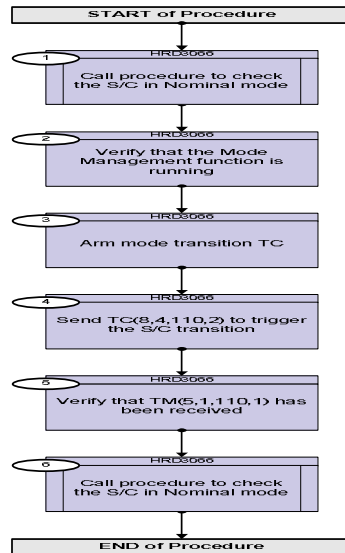 START of Procedure
1
HRD3066
Call procedure to check
the S/C in Nominal mode
2
HRD3066
Verify that the Mode
Management function is
running
3
HRD3066
Arm mode transition TC
4
HRD3066
Send TC(8,4,110,2) to trigger
the S/C transition
5
HRD3066
Verify that TM(5,1,110,1) has
been received
6
HRD3066
Call procedure to check
the S/C in Nominal mode
END of Procedure